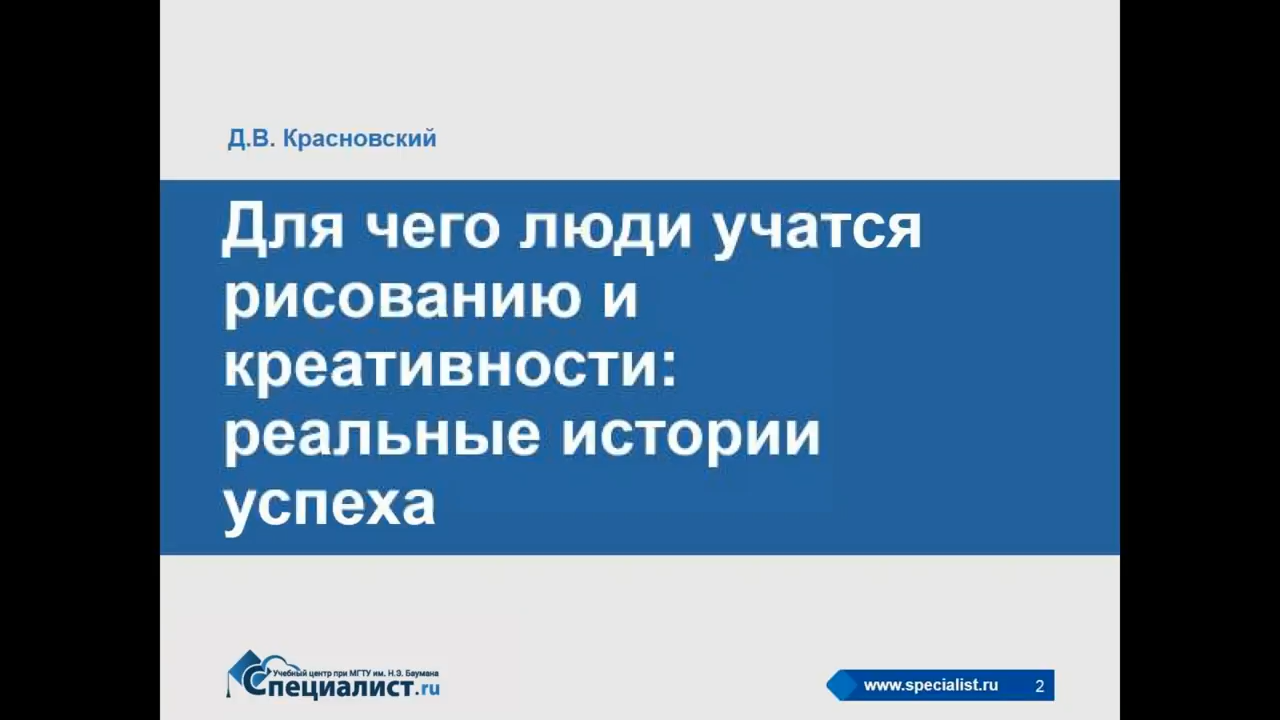 Д.В. Красновский
Для чего люди учатся
рисованию и
креативности:
реальные истории
успеха
Учебный центр при МГТУ им. Н.Э. Баумана
Специалист.ru
www.specialist.ru 2